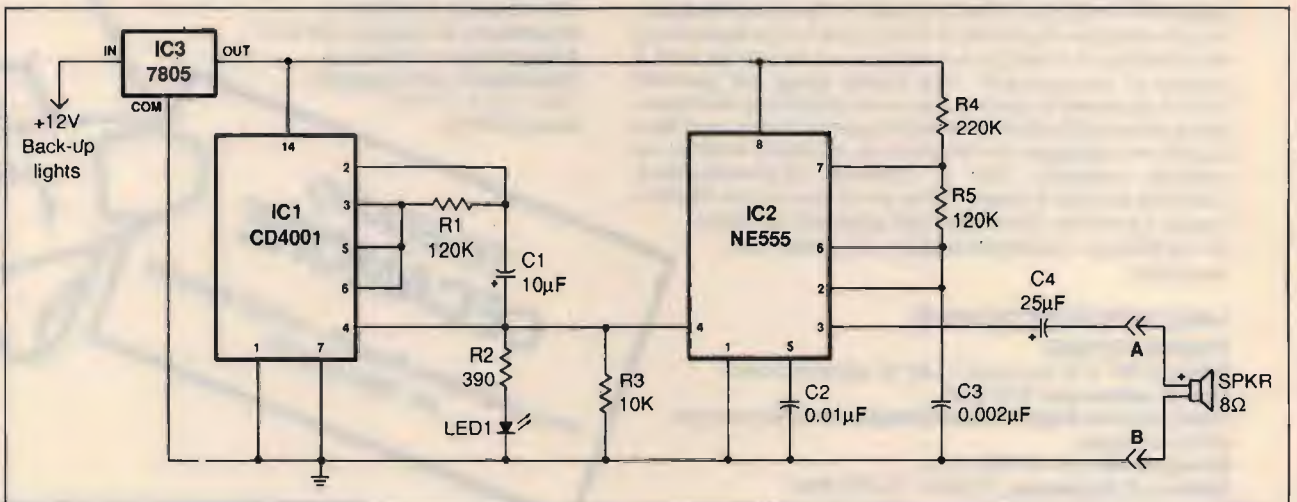 IN
IC3
7805
OUT
COM
+12V
Back-up
lights
14
IC1
CD4001
2
3
5
6
4
1
7
R1
120K
C1
+
10µF
R2
390
LED1
R3
10K
8
IC2
NE555
7
6
2
3
4
1
5
R4
220K
R5
120K
C2
0.01µF
C3
0.002µF
C4
25µF
+
A
B
+
SPKR
8Ω